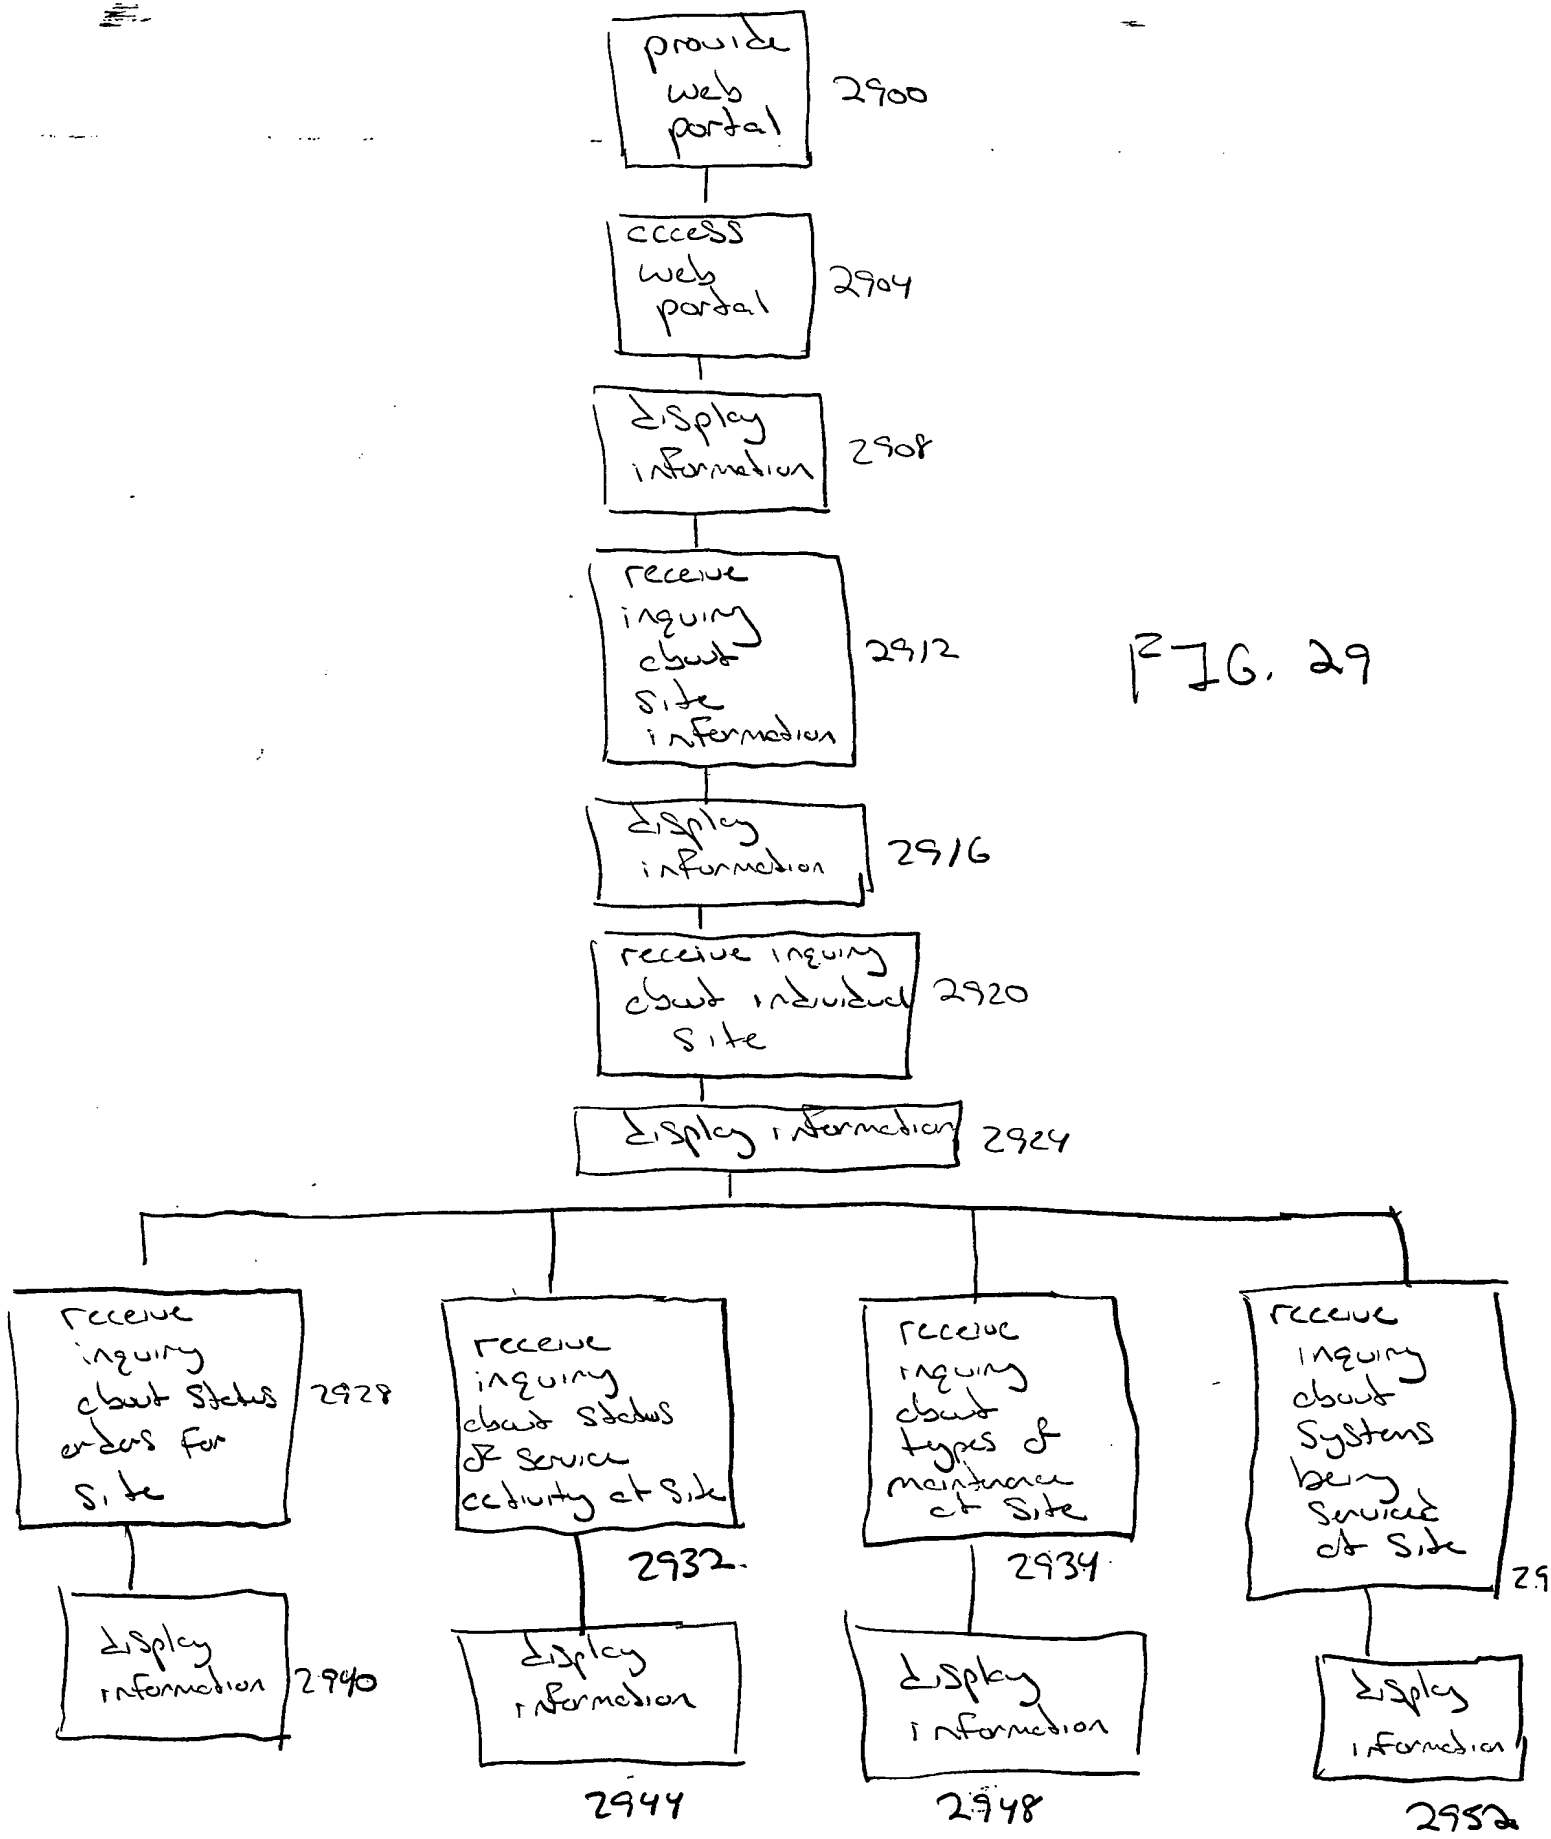 provide
web
portal
2900
access
web
portal
2904
display
information
2908
receive
inquiry
about
site
information
2912
FIG. 29
display
information
2916
receive inquiry
about individual
site
2920
display information
2924
receive
inquiry
about status
orders for
site
2928
receive
inquiry
about status
of service
activity at site
2932
receive
inquiry
about
types of
maintnance
at site
2934
receive
inquiry
about
systems
being
serviced
at site
29
display
information
2940
display
information
2944
display
information
2948
display
information
2952